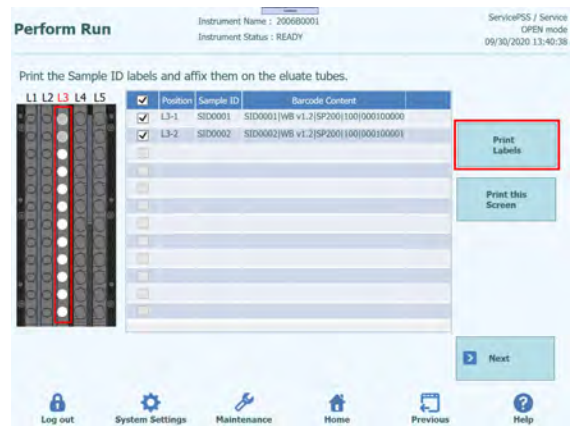 Perform Run
Instrument Name : 200680001
Instrument Status : READY
ServicePSS / Service
OPEN mode
09/30/2020 13:40:38
Print the Sample ID labels and affix them on the eluate tubes.
L1 L2 L3 L4 L5
Position Sample ID Barcode Content
L3-1 SID0001 SID0001|WB v1.2|SP200|100|000100000
L3-2 SID0002 SID0002|WB v1.2|SP200|100|000100001
Print
Labels
Print this
Screen
Next
Log out System Settings Maintenance Home Previous Help